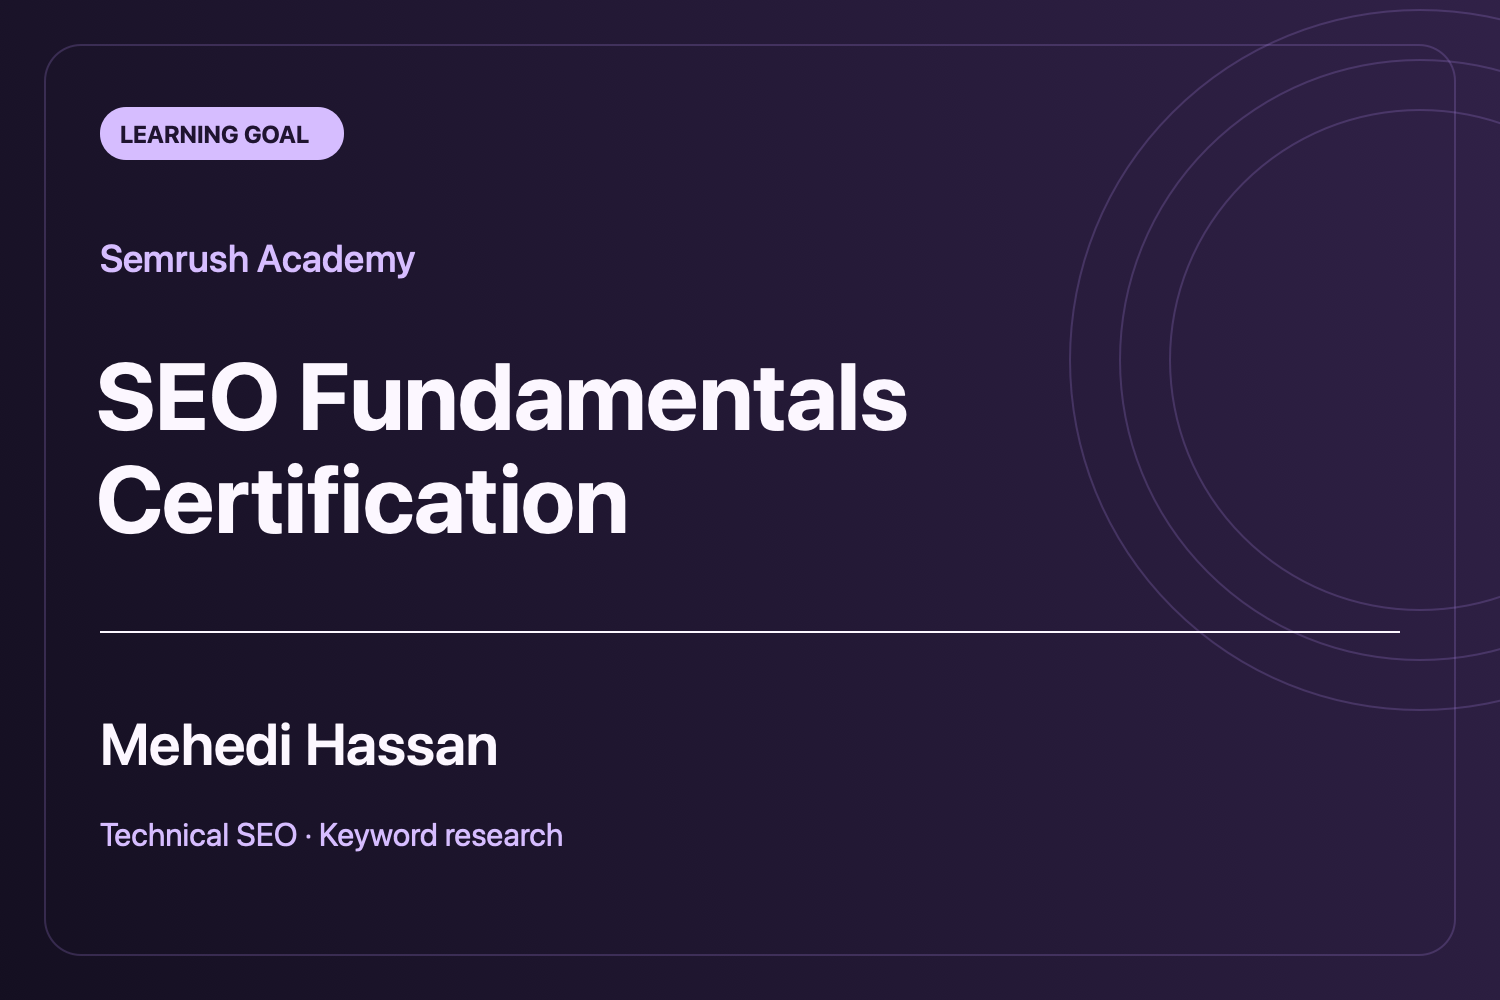 LEARNING GOAL
Semrush Academy
SEO Fundamentals
Certification
Mehedi Hassan
Technical SEO · Keyword research